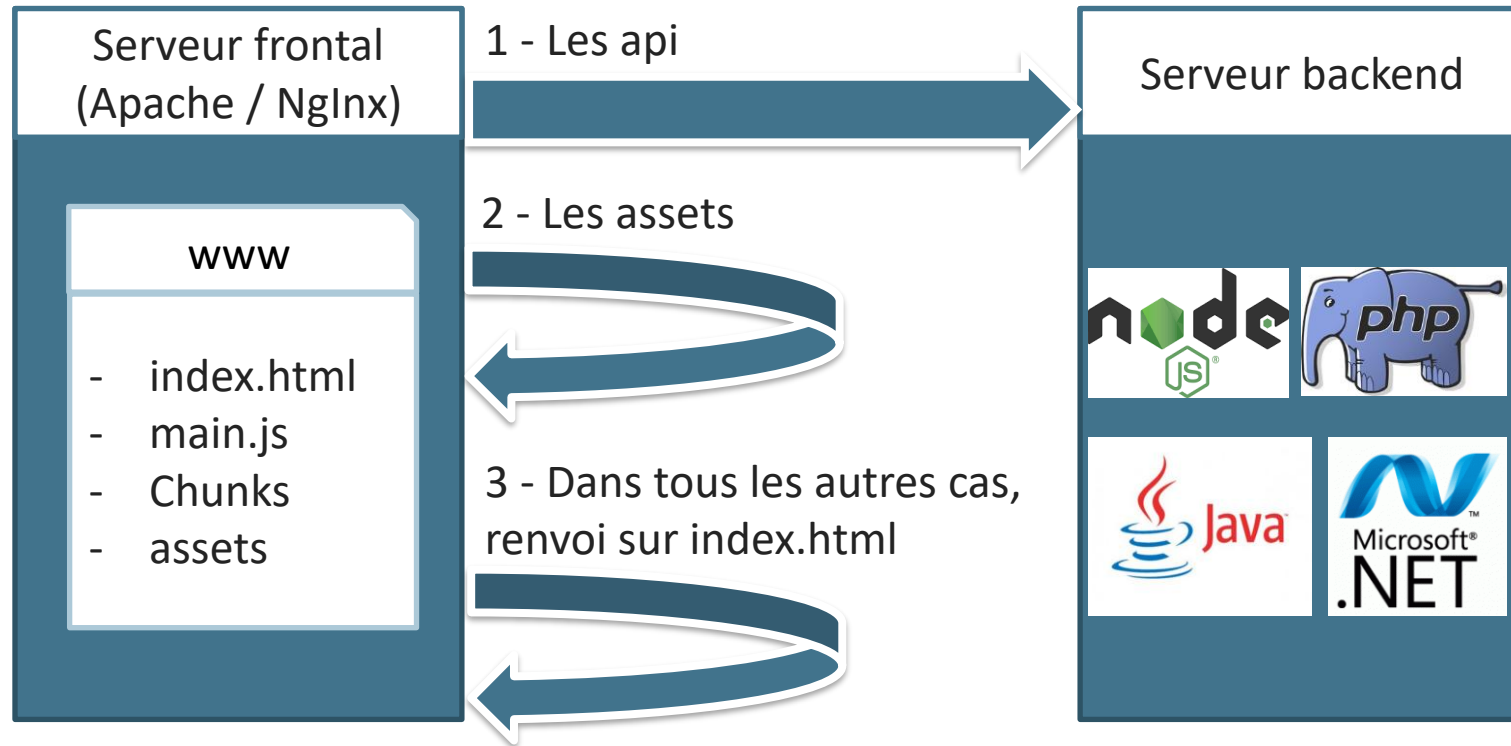 Serveur frontal
(Apache / NgInx)
www
- index.html
- main.js
- Chunks
- assets
1 - Les api
2 - Les assets
3 - Dans tous les autres cas,
renvoi sur index.html
Serveur backend
node
JS®
php
Java™
Microsoft®
.NET